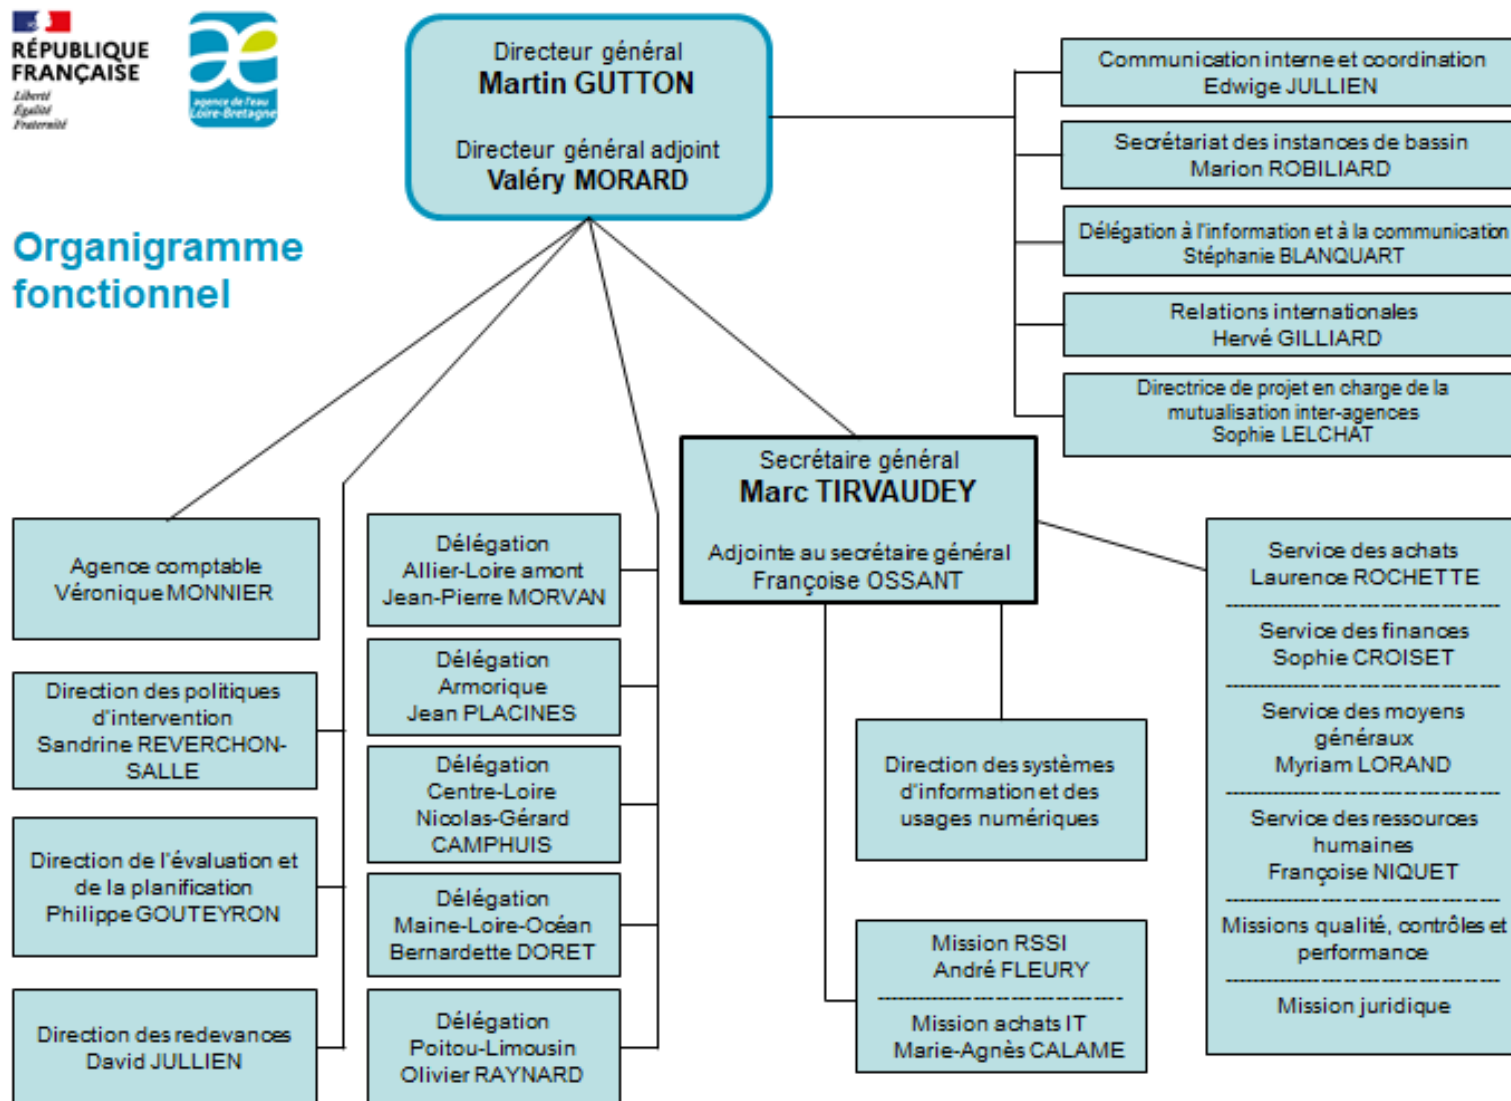 RÉPUBLIQUE
FRANÇAISE
Liberté
Égalité
Fraternité
agence de l'eau
Loire-Bretagne
Organigramme
fonctionnel
Directeur général
Martin GUTTON
Directeur général adjoint
Valéry MORARD
Communication interne et coordination
Edwige JULLIEN
Secrétariat des instances de bassin
Marion ROBILIARD
Délégation à l'information et à la communication
Stéphanie BLANQUART
Relations internationales
Hervé GILLIARD
Directrice de projet en charge de la
mutualisation inter-agences
Sophie LELCHAT
Secrétaire général
Marc TIRVAUDEY
Adjointe au secrétaire général
Françoise OSSANT
Agence comptable
Véronique MONNIER
Direction des politiques
d'intervention
Sandrine REVERCHON-
SALLE
Direction de l'évaluation et
de la planification
Philippe GOUTEYRON
Direction des redevances
David JULLIEN
Délégation
Allier-Loire amont
Jean-Pierre MORVAN
Délégation
Armorique
Jean PLACINES
Délégation
Centre-Loire
Nicolas-Gérard
CAMPHUIS
Délégation
Maine-Loire-Océan
Bernardette DORET
Délégation
Poitou-Limousin
Olivier RAYNARD
Direction des systèmes
d'information et des
usages numériques
Mission RSSI
André FLEURY
Mission achats IT
Marie-Agnès CALAME
Service des achats
Laurence ROCHETTE
Service des finances
Sophie CROISET
Service des moyens
généraux
Myriam LORAND
Service des ressources
humaines
Françoise NIQUET
Missions qualité, contrôles et
performance
Mission juridique